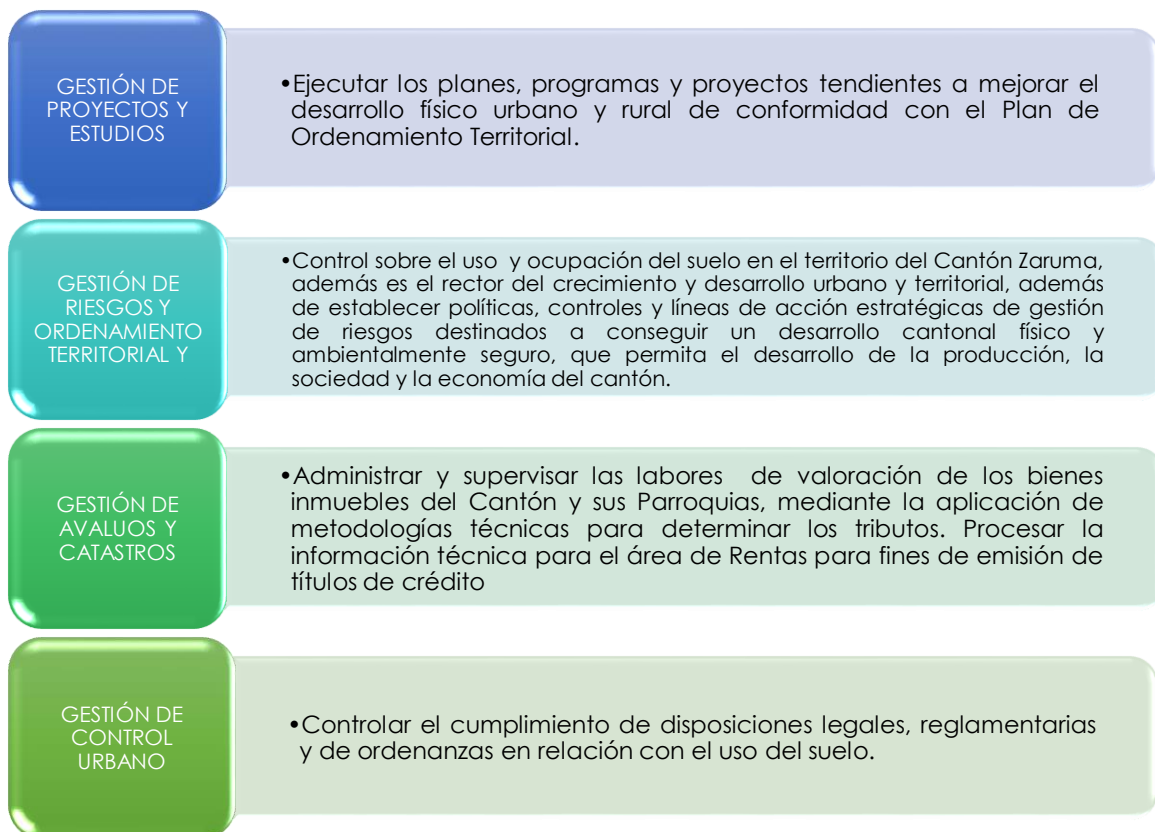 GESTIÓN DE
PROYECTOS Y
ESTUDIOS
•Ejecutar los planes, programas y proyectos tendientes a mejorar el
desarrollo físico urbano y rural de conformidad con el Plan de
Ordenamiento Territorial.
GESTIÓN DE
RIESGOS Y
ORDENAMIENTO
TERRITORIAL Y
•Control sobre el uso y ocupación del suelo en el territorio del Cantón Zaruma,
además es el rector del crecimiento y desarrollo urbano y territorial, además
de establecer políticas, controles y líneas de acción estratégicas de gestión
de riesgos destinados a conseguir un desarrollo cantonal físico y
ambientalmente seguro, que permita el desarrollo de la producción, la
sociedad y la economía del cantón.
GESTIÓN DE
AVALUOS Y
CATASTROS
•Administrar y supervisar las labores de valoración de los bienes
inmuebles del Cantón y sus Parroquias, mediante la aplicación de
metodologías técnicas para determinar los tributos. Procesar la
información técnica para el área de Rentas para fines de emisión de
títulos de crédito
GESTIÓN DE
CONTROL
URBANO
•Controlar el cumplimiento de disposiciones legales, reglamentarias
y de ordenanzas en relación con el uso del suelo.